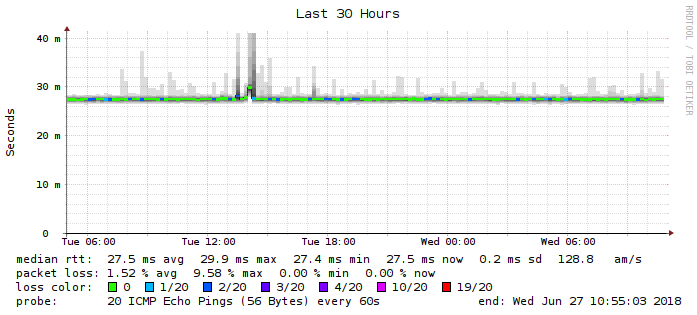 Last 30 Hours
RRDTOOL / TOBI OETIKER
Seconds
40 m
30 m
20 m
10 m
0
Tue 06:00 Tue 12:00 Tue 18:00 Wed 00:00 Wed 06:00
median rtt: 27.5 ms avg 29.9 ms max 27.4 ms min 27.5 ms now 0.2 ms sd 128.8 am/s
packet loss: 1.52 % avg 9.58 % max 0.00 % min 0.00 % now
loss color: 0 1/20 2/20 3/20 4/20 10/20 19/20
probe: 20 ICMP Echo Pings (56 Bytes) every 60s end: Wed Jun 27 10:55:03 2018